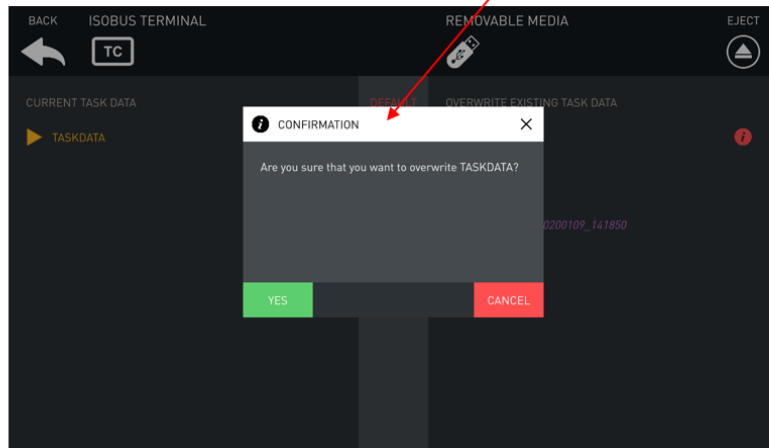 BACK ISOBUS TERMINAL REMOVABLE MEDIA EJECT
TC
CURRENT TASK DATA DEFAULT OVERWRITE EXISTING TASK DATA
TASKDATA
CONFIRMATION
Are you sure that you want to overwrite TASKDATA?
0200109_141850
YES CANCEL